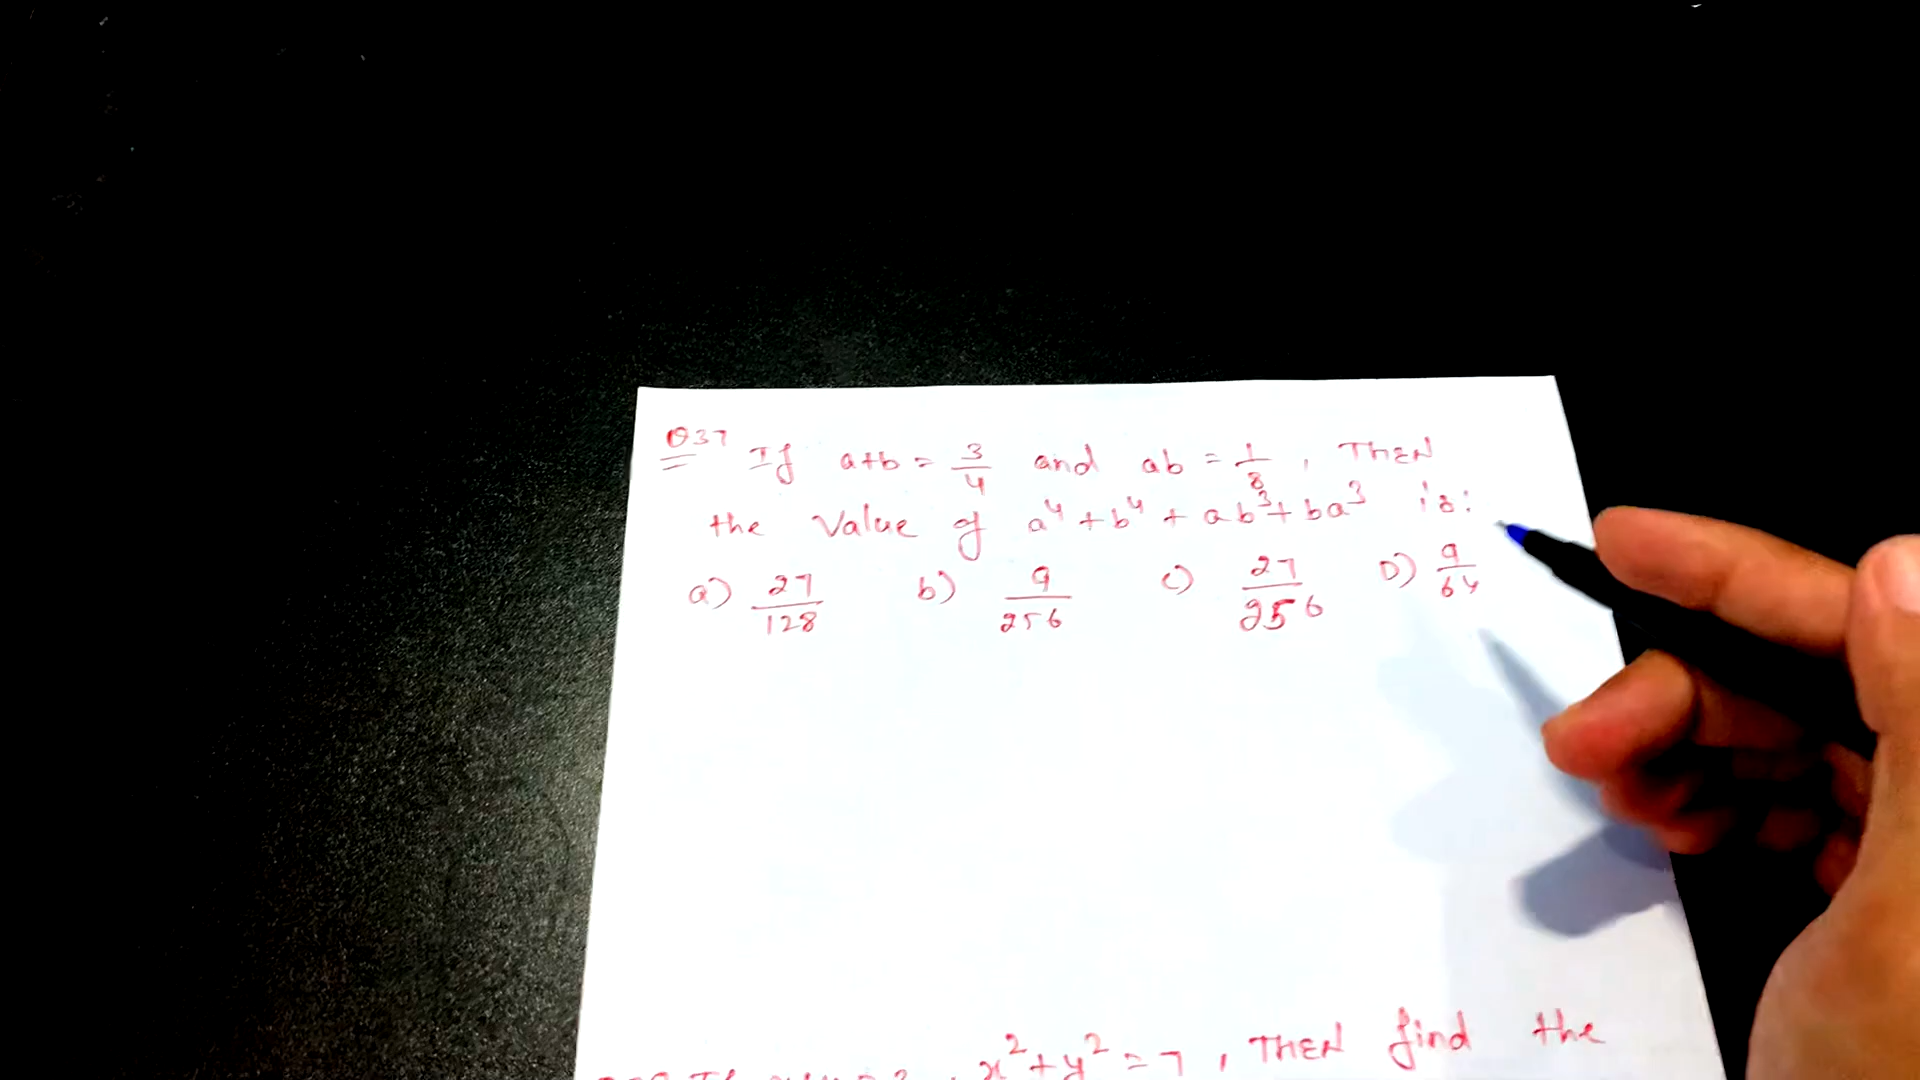 Q37 If a+b = 3/4 and ab = 1/8, THEN
the Value of a⁴ + b⁴ + ab³ + ba³ is:
a) 27/128 b) 9/256 c) 27/256 D) 9/64
x²+y² = 7, THEN find the